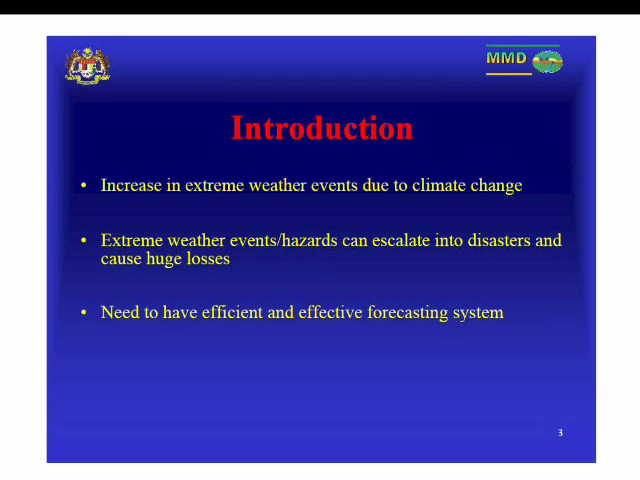 MMD
Introduction
• Increase in extreme weather events due to climate change
• Extreme weather events/hazards can escalate into disasters and
cause huge losses
• Need to have efficient and effective forecasting system
3